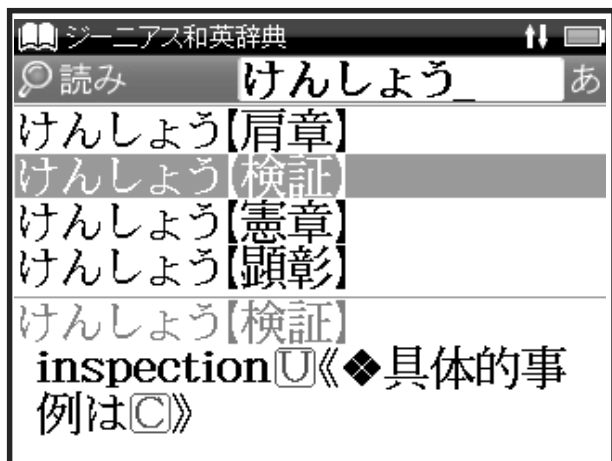 ジーニアス和英辞典
読み けんしょう_ あ
けんしょう【肩章】
けんしょう【検証】
けんしょう【憲章】
けんしょう【顕彰】
けんしょう【検証】
inspectionⓊ《❖具体的事
例はⒸ》